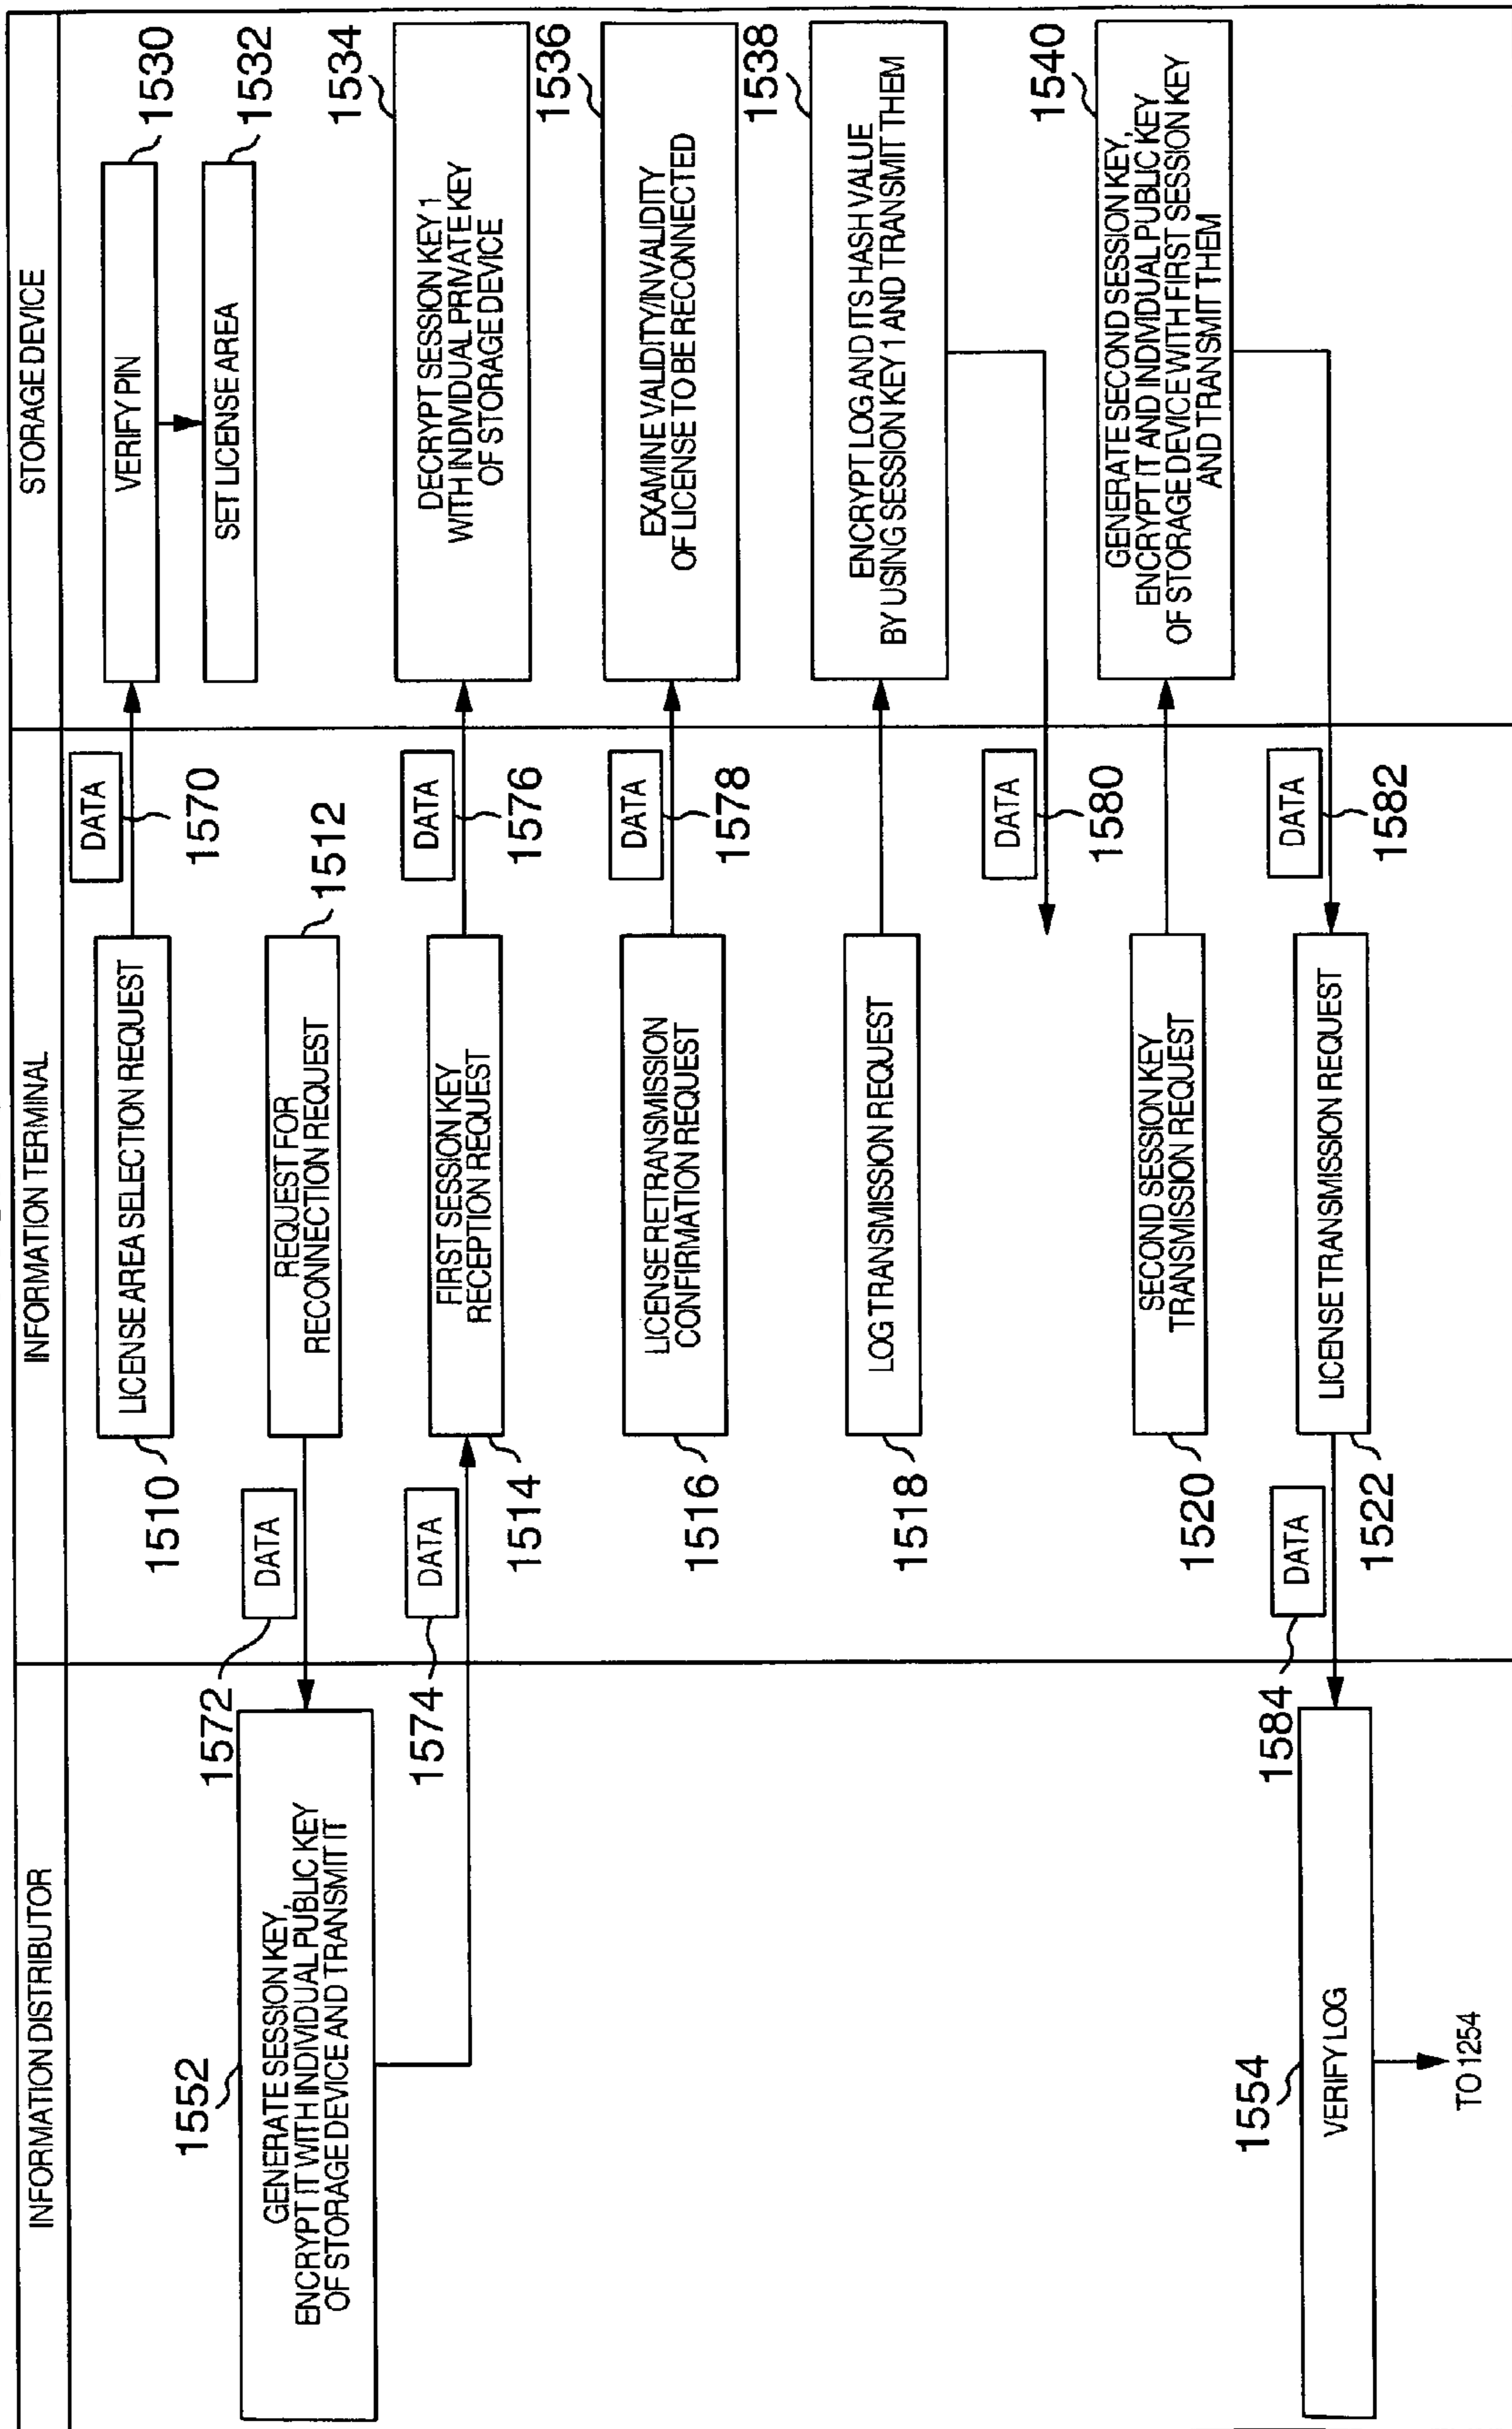 INFORMATION DISTRIBUTOR
INFORMATION TERMINAL
STORAGE DEVICE
LICENSE AREA SELECTION REQUEST
1510
DATA
1570
VERIFY PIN
1530
SET LICENSE AREA
1532
REQUEST FOR
RECONNECTION REQUEST
1512
DATA
1572
GENERATE SESSION KEY,
ENCRYPT IT WITH INDIVIDUAL PUBLIC KEY
OF STORAGE DEVICE AND TRANSMIT IT
1552
DATA
1574
FIRST SESSION KEY
RECEPTION REQUEST
1514
DATA
1576
DECRYPT SESSION KEY 1
WITH INDIVIDUAL PRIVATE KEY
OF STORAGE DEVICE
1534
LICENSE RETRANSMISSION
CONFIRMATION REQUEST
1516
DATA
1578
EXAMINE VALIDITY/INVALIDITY
OF LICENSE TO BE RECONNECTED
1536
LOG TRANSMISSION REQUEST
1518
ENCRYPT LOG AND ITS HASH VALUE
BY USING SESSION KEY 1 AND TRANSMIT THEM
1538
DATA
1580
SECOND SESSION KEY
TRANSMISSION REQUEST
1520
GENERATE SECOND SESSION KEY,
ENCRYPT IT AND INDIVIDUAL PUBLIC KEY
OF STORAGE DEVICE WITH FIRST SESSION KEY
AND TRANSMIT THEM
1540
DATA
1582
LICENSE TRANSMISSION REQUEST
1522
DATA
1584
VERIFY LOG
1554
TO 1254